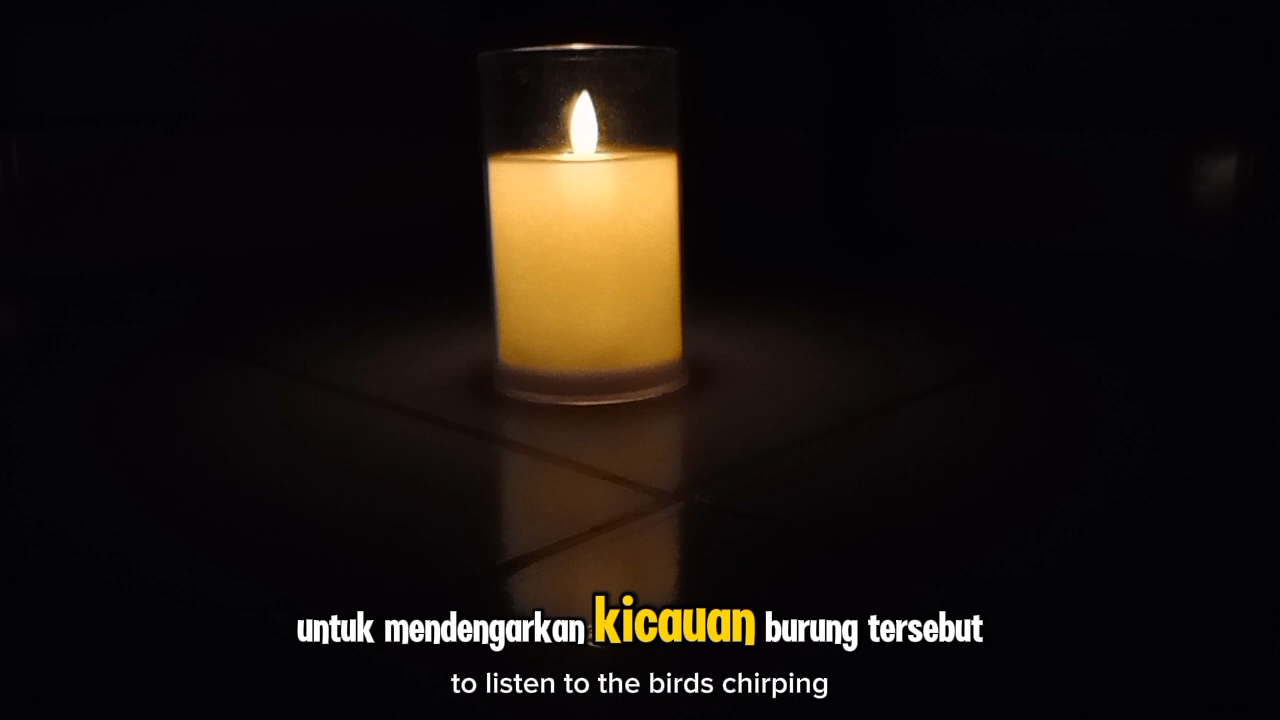 untuk mendengarkan kicauan burung tersebut
to listen to the birds chirping